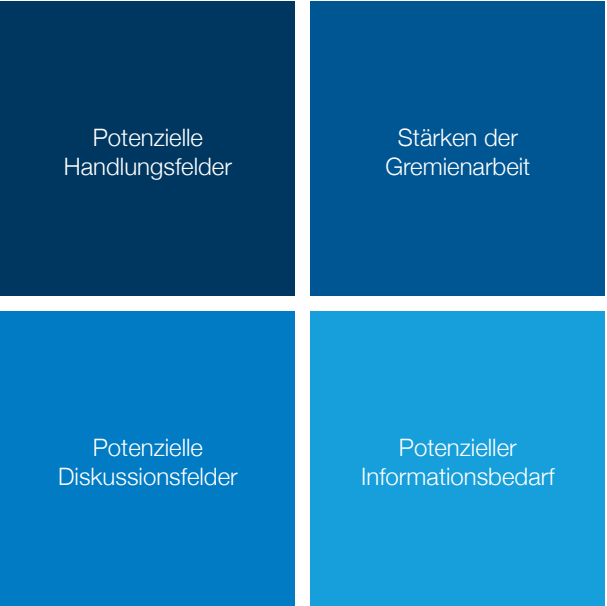 Potenzielle
Handlungsfelder
Stärken der
Gremienarbeit
Potenzielle
Diskussionsfelder
Potenzieller
Informationsbedarf